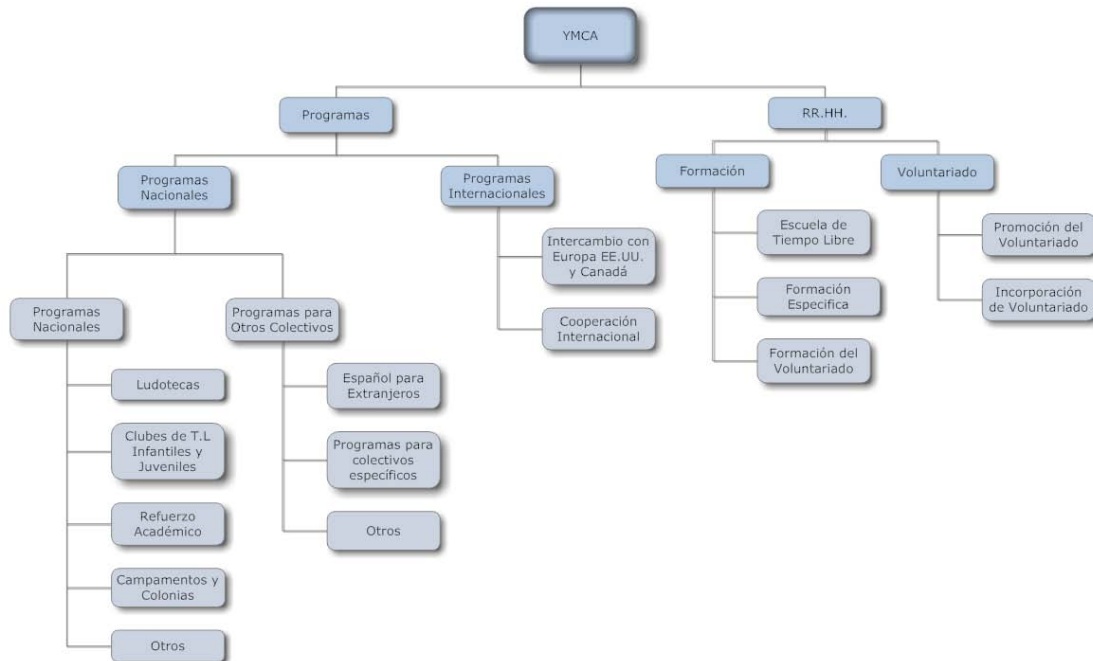 YMCA
Programas
RR.HH.
Programas
Nacionales
Programas
Internacionales
Formación
Voluntariado
Intercambio con
Europa EE.UU.
y Canadá
Cooperación
Internacional
Escuela de
Tiempo Libre
Formación
Especifica
Formación del
Voluntariado
Promoción del
Voluntariado
Incorporación
de Voluntariado
Programas
Nacionales
Programas para
Otros Colectivos
Ludotecas
Clubes de T.L
Infantiles y
Juveniles
Refuerzo
Académico
Campamentos y
Colonias
Otros
Español para
Extranjeros
Programas para
colectivos
específicos
Otros